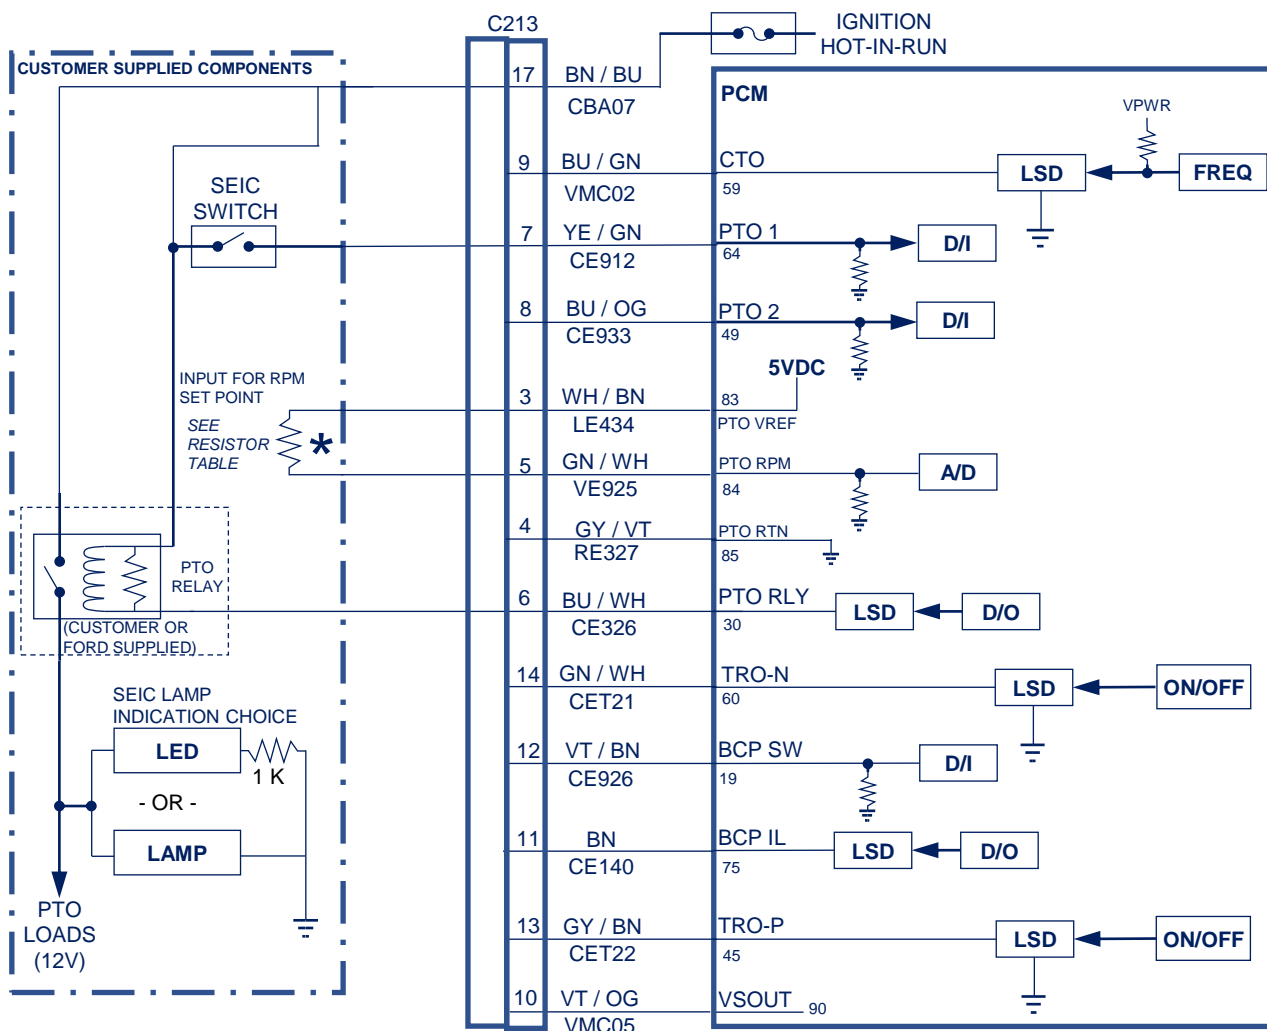 C213
IGNITION
HOT-IN-RUN
CUSTOMER SUPPLIED COMPONENTS
17 BN / BU
CBA07
PCM
VPWR
9 BU / GN CTO
VMC02 59
LSD
FREQ
SEIC
SWITCH
7 YE / GN PTO 1
CE912 64
D/I
8 BU / OG PTO 2
CE933 49
D/I
5VDC
INPUT FOR RPM
SET POINT
SEE
RESISTOR
TABLE
*
3 WH / BN 83
LE434 PTO VREF
5 GN / WH PTO RPM
VE925 84
A/D
4 GY / VT PTO RTN
RE327 85
PTO
RELAY
(CUSTOMER OR
FORD SUPPLIED)
6 BU / WH PTO RLY
CE326 30
LSD
D/O
14 GN / WH TRO-N
CET21 60
LSD
ON/OFF
SEIC LAMP
INDICATION CHOICE
LED
1 K
- OR -
LAMP
12 VT / BN BCP SW
CE926 19
D/I
11 BN BCP IL
CE140 75
LSD
D/O
PTO
LOADS
(12V)
13 GY / BN TRO-P
CET22 45
LSD
ON/OFF
10 VT / OG VSOUT 90
VMC05